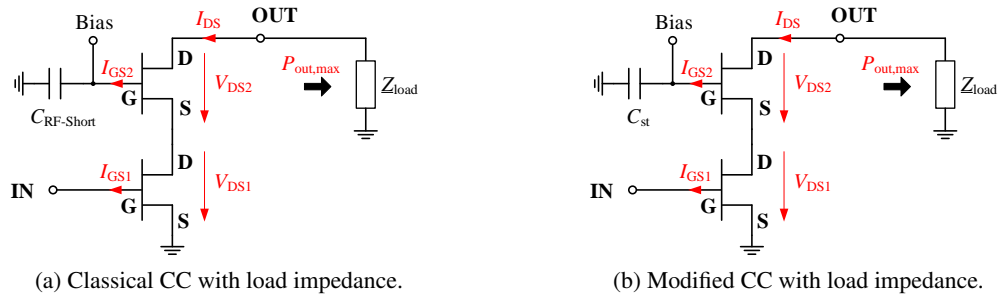 Bias
I_DS
OUT
I_GS2
D
G
S
V_DS2
P_out,max
Z_load
C_RF-Short
IN
I_GS1
D
G
S
V_DS1
(a) Classical CC with load impedance.
Bias
I_DS
OUT
I_GS2
D
G
S
V_DS2
P_out,max
Z_load
C_st
IN
I_GS1
D
G
S
V_DS1
(b) Modified CC with load impedance.